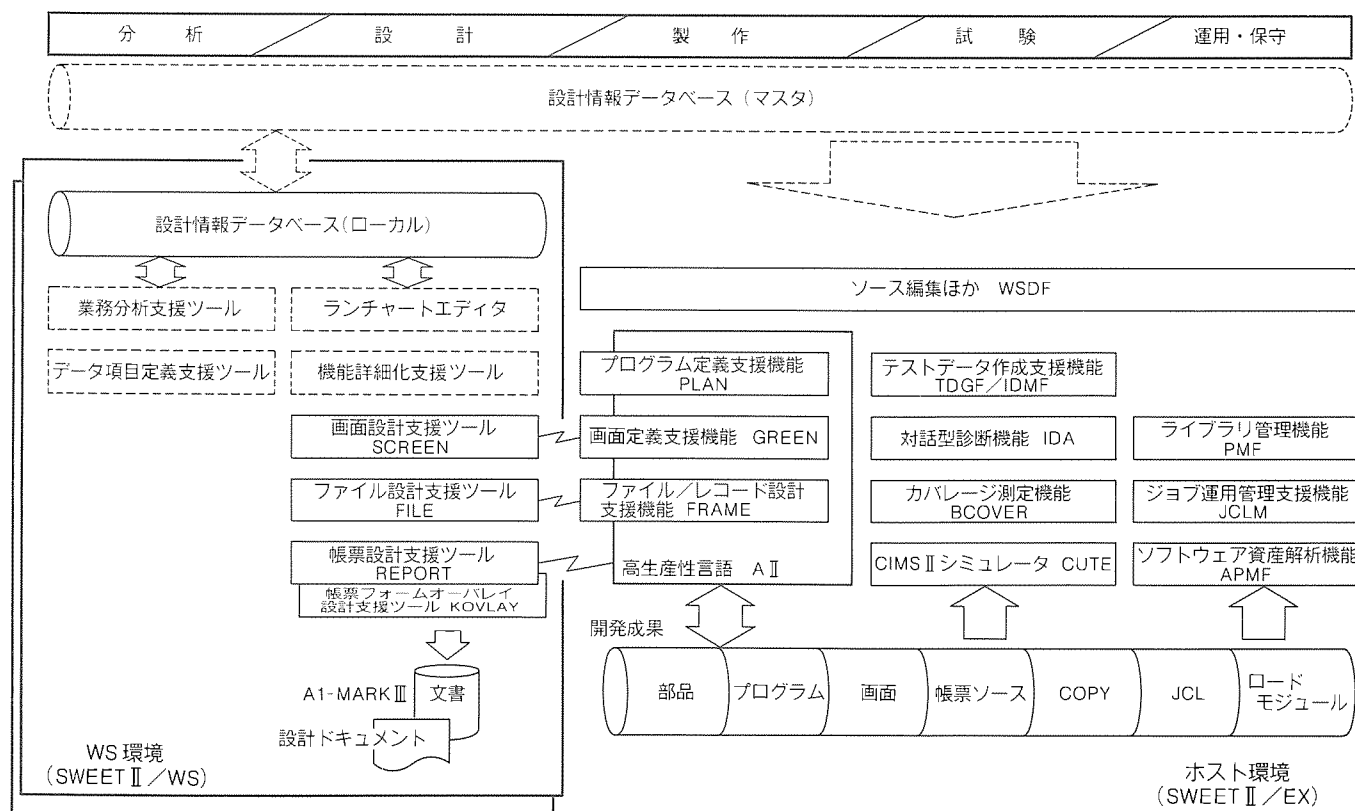 分 析
設 計
製 作
試 験
運用・保守
設計情報データベース(マスタ)
設計情報データベース(ローカル)
業務分析支援ツール
ランチャートエディタ
データ項目定義支援ツール
機能詳細化支援ツール
画面設計支援ツール
SCREEN
ファイル設計支援ツール
FILE
帳票設計支援ツール
REPORT
帳票フォームオーバレイ
設計支援ツール KOVLAY
A1-MARKⅢ
文書
設計ドキュメント
WS環境
(SWEETⅡ/WS)
ソース編集ほか WSDF
プログラム定義支援機能
PLAN
画面定義支援機能 GREEN
ファイル/レコード設計
支援機能 FRAME
高生産性言語 AⅡ
テストデータ作成支援機能
TDGF/IDMF
対話型診断機能 IDA
カバレージ測定機能
BCOVER
CIMSⅡシミュレータ CUTE
ライブラリ管理機能
PMF
ジョブ運用管理支援機能
JCLM
ソフトウェア資産解析機能
APMF
開発成果
部品
プログラム
画面
帳票ソース
COPY
JCL
ロード
モジュール
ホスト環境
(SWEETⅡ/EX)